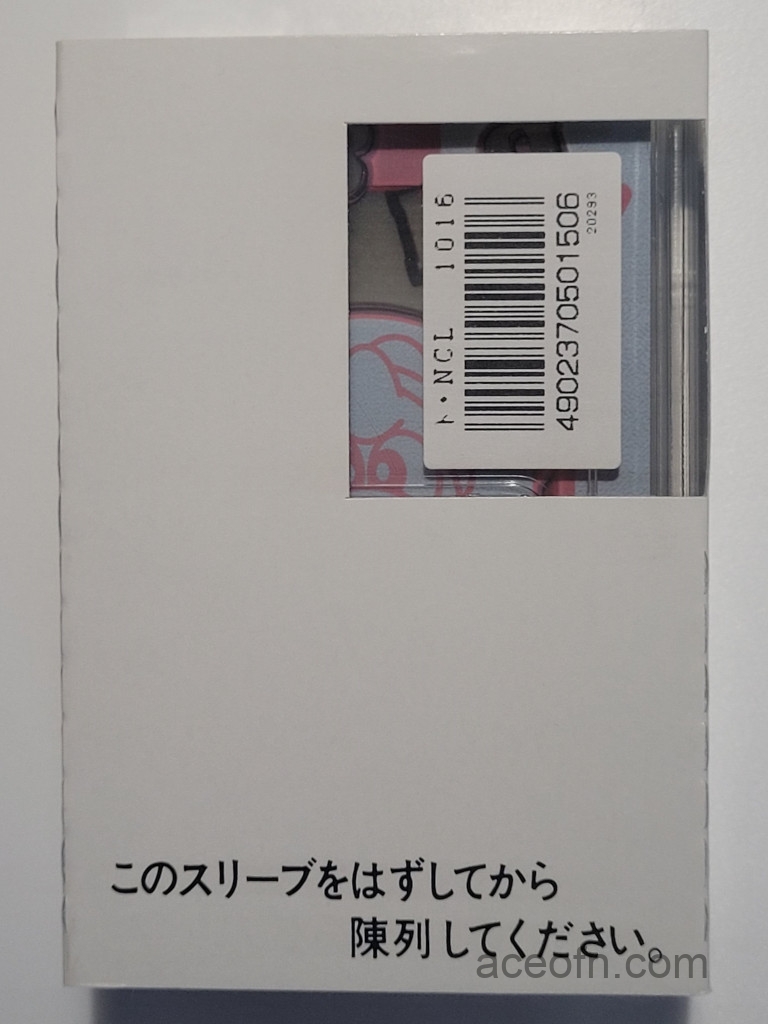 ト・NCL 1016
4902370501506
20293
このスリーブをはずしてから
陳列してください。
aceofn.com